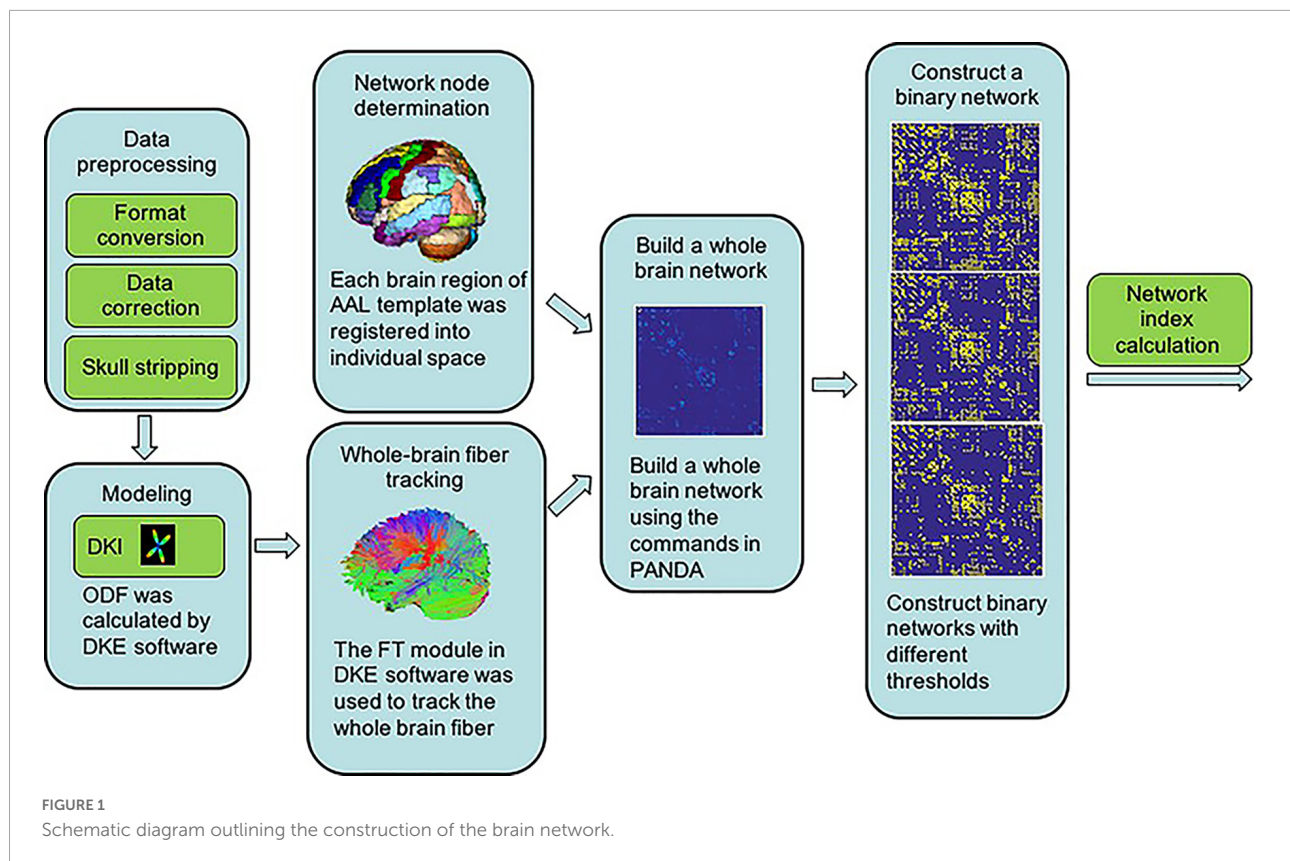 Data
preprocessing
Format
conversion
Data
correction
Skull stripping
Modeling
DKI
ODF was
calculated by
DKE software
Network node
determination
Each brain region of
AAL template was
registered into
individual space
Whole-brain fiber
tracking
The FT module in
DKE software was
used to track the
whole brain fiber
Build a whole
brain network
Build a whole
brain network
using the
commands in
PANDA
Construct a
binary network
Construct binary
networks with
different
thresholds
Network
index
calculation
FIGURE 1
Schematic diagram outlining the construction of the brain network.